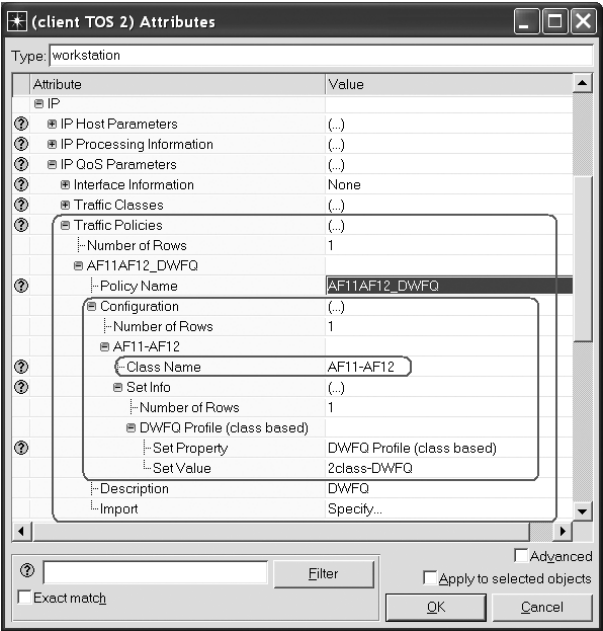 (client TOS 2) Attributes
Type: workstation
Attribute Value
IP
IP Host Parameters (...)
IP Processing Information (...)
IP QoS Parameters (...)
Interface Information None
Traffic Classes (...)
Traffic Policies (...)
Number of Rows 1
AF11AF12_DWFQ
Policy Name AF11AF12_DWFQ
Configuration (...)
Number of Rows 1
AF11-AF12
Class Name AF11-AF12
Set Info (...)
Number of Rows 1
DWFQ Profile (class based)
Set Property DWFQ Profile (class based)
Set Value 2class-DWFQ
Description DWFQ
Import Specify...
Advanced
Filter
Apply to selected objects
Exact match
OK Cancel